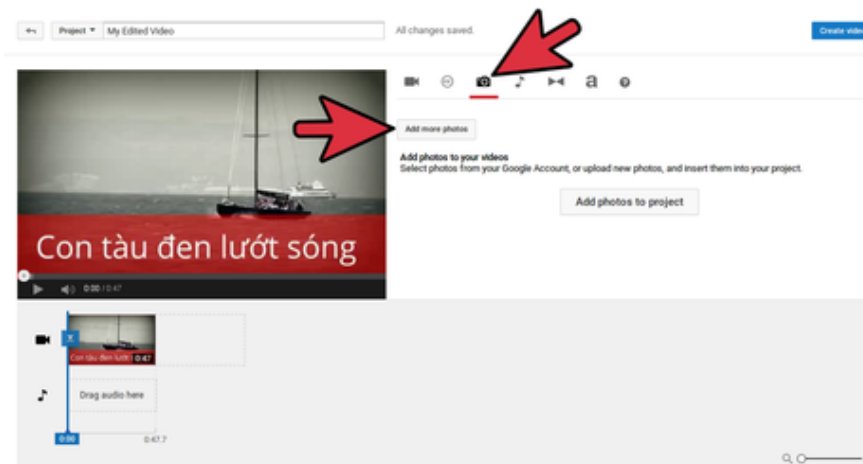 Project
My Edited Video
All changes saved.
Create video
a
Add more photos
Add photos to your videos
Select photos from your Google Account, or upload new photos, and insert them into your project.
Add photos to project
Con tàu đen lướt sóng
0:00 / 0:47
Con tàu đen lướt
0:47
Drag audio here
0:00
0:47.7